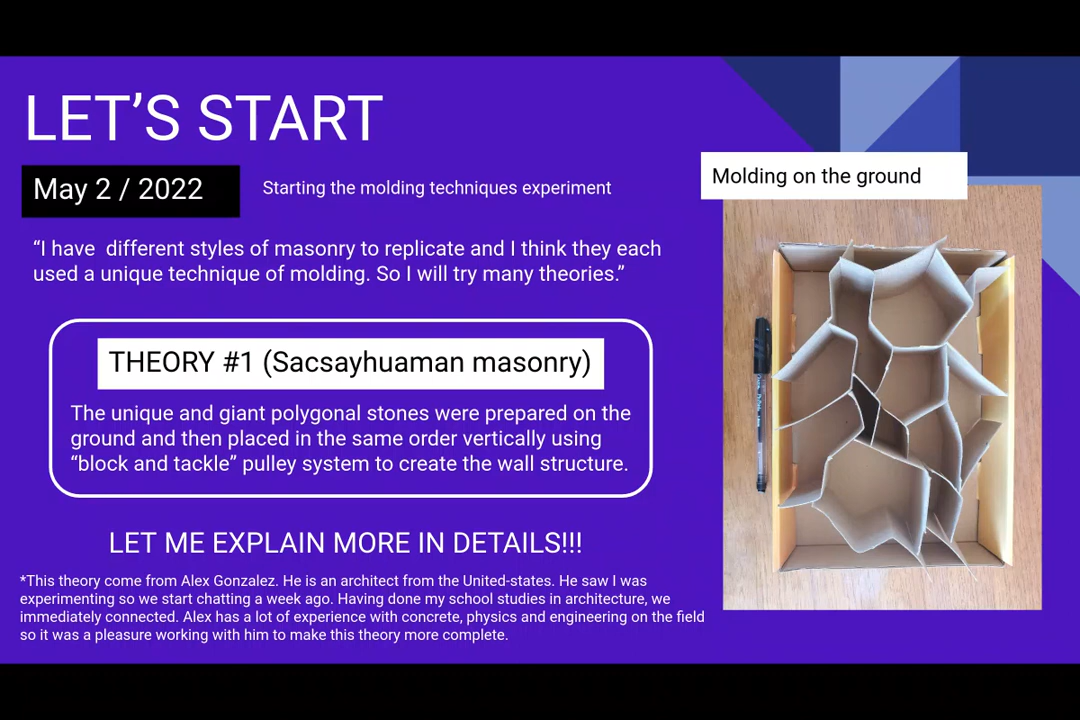 LET’S START
May 2 / 2022
Starting the molding techniques experiment
Molding on the ground
“I have  different styles of masonry to replicate and I think they each
used a unique technique of molding. So I will try many theories.”
THEORY #1 (Sacsayhuaman masonry)
The unique and giant polygonal stones were prepared on the
ground and then placed in the same order vertically using
“block and tackle” pulley system to create the wall structure.
LET ME EXPLAIN MORE IN DETAILS!!!
*This theory come from Alex Gonzalez. He is an architect from the United-states. He saw I was
experimenting so we start chatting a week ago. Having done my school studies in architecture, we
immediately connected. Alex has a lot of experience with concrete, physics and engineering on the field
so it was a pleasure working with him to make this theory more complete.